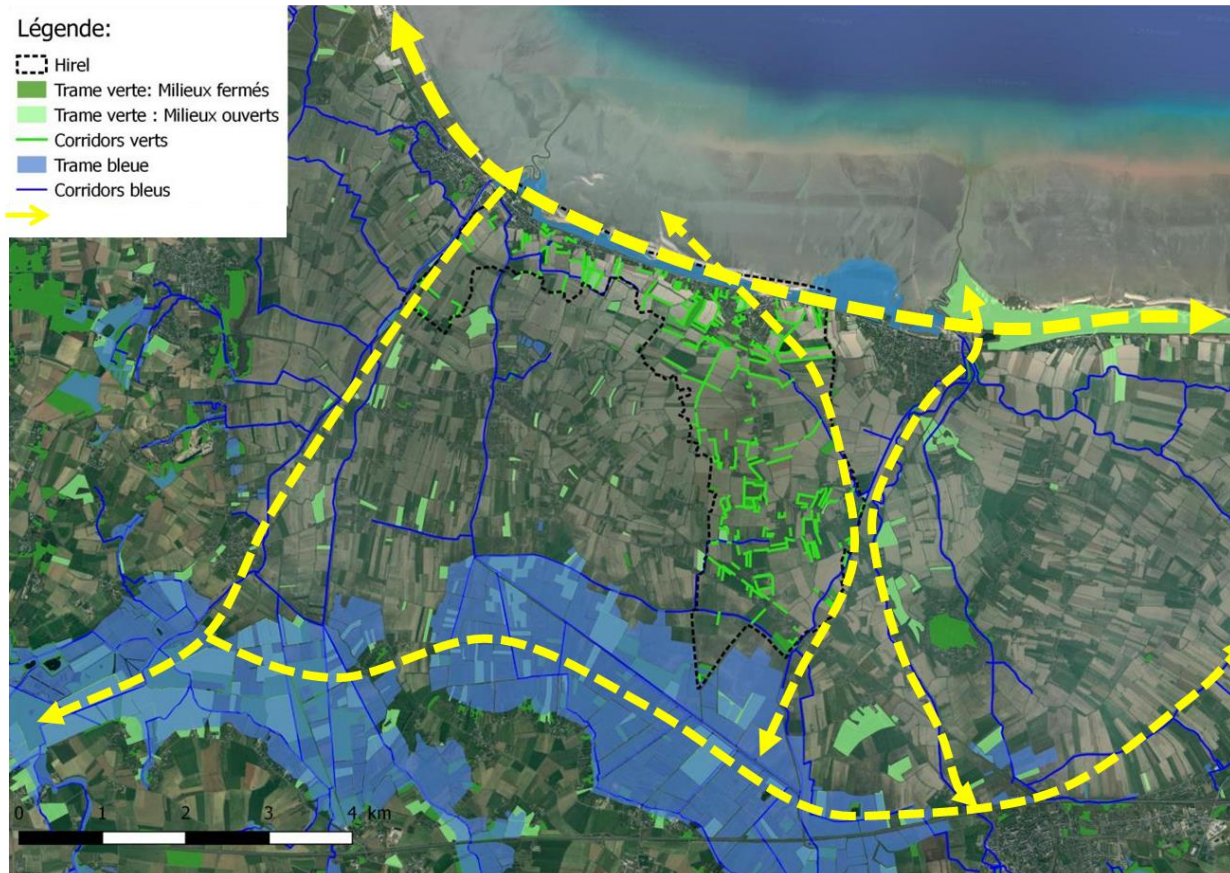 Légende:
Hirel
Trame verte: Milieux fermés
Trame verte : Milieux ouverts
Corridors verts
Trame bleue
Corridors bleus
0 1 2 3 4 km